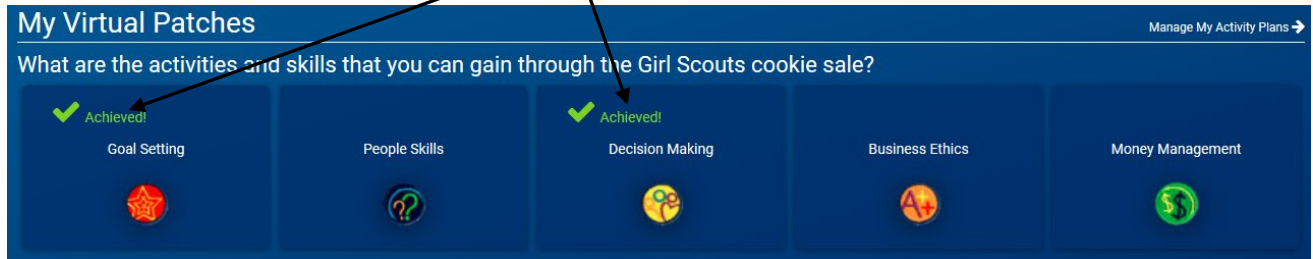 My Virtual Patches
Manage My Activity Plans
What are the activities and skills that you can gain through the Girl Scouts cookie sale?
Achieved!
Goal Setting
People Skills
??
Achieved!
Decision Making
Business Ethics
A+
Money Management
$$